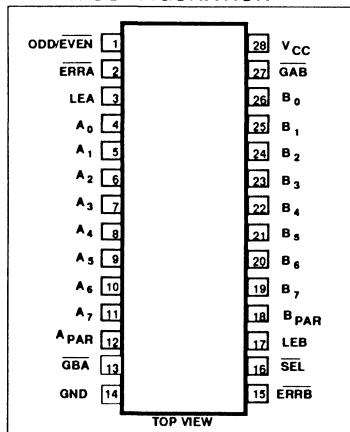 ODD/EVEN 1 28 VCC
ERRA 2 27 GAB
LEA 3 26 B0
A0 4 25 B1
A1 5 24 B2
A2 6 23 B3
A3 7 22 B4
A4 8 21 B5
A5 9 20 B6
A6 10 19 B7
A7 11 18 BPAR
APAR 12 17 LEB
GBA 13 16 SEL
GND 14 15 ERRB
TOP VIEW